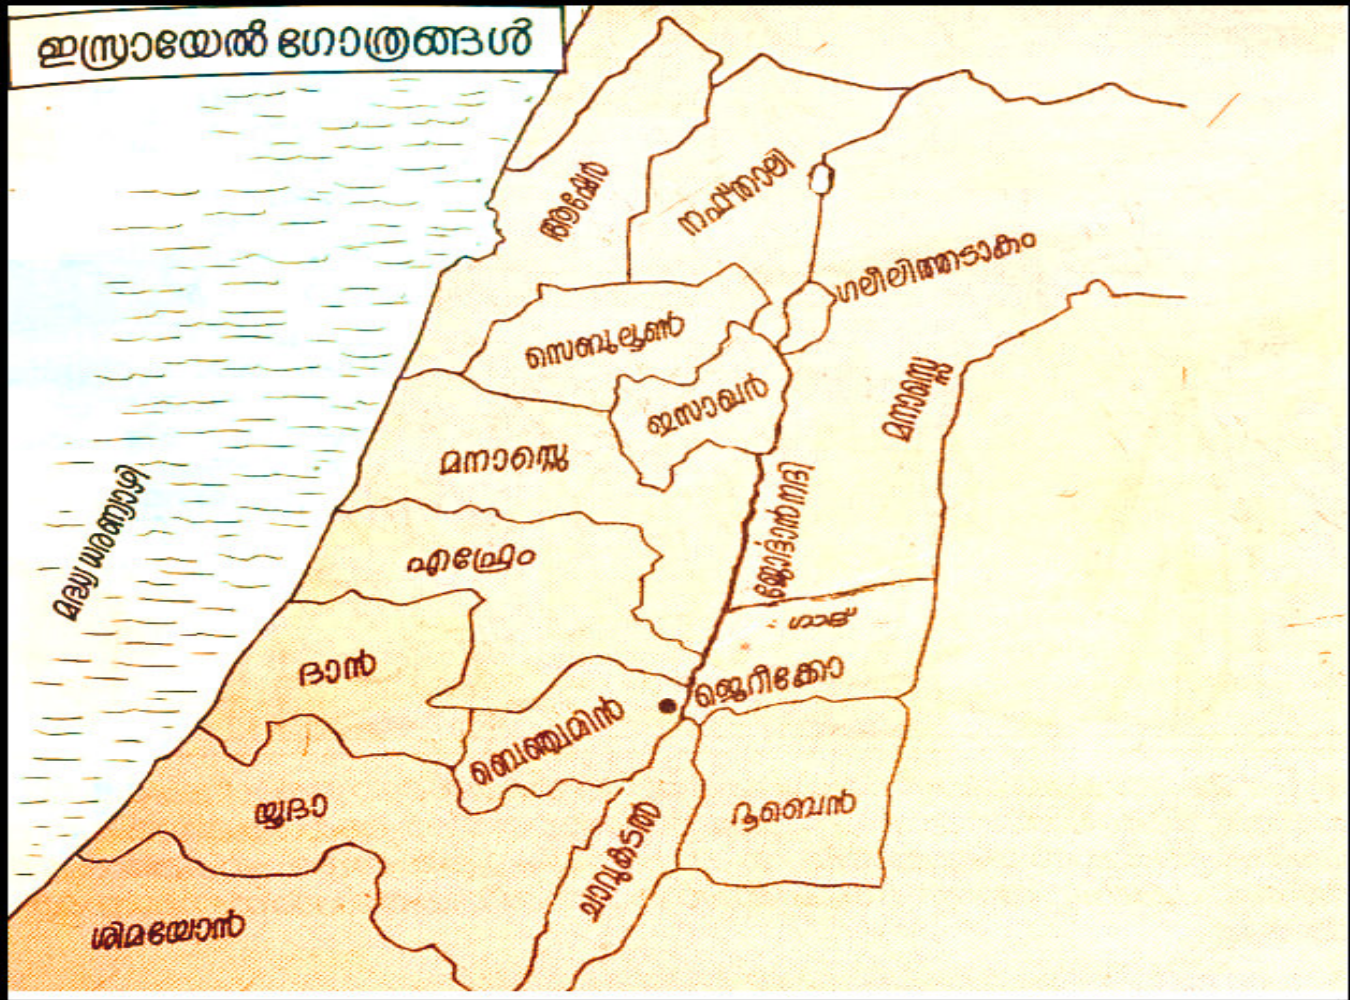 ഇസ്രായേൽ ഗോത്രങ്ങൾ
ആഷേർ
നഫ്താലി
ഗലീലിത്തടാകം
സെബുലൂൺ
ഇസാഖർ
മനാസ്സെ
മനാസ്സെ
മദ്ധ്യധരണ്യാഴി
ജോർദ്ദാൻനദി
എഫ്രേം
ഗാദ്
ദാൻ
ജെറീക്കോ
ബെഞ്ചമിൻ
യൂദാ
റൂബെൻ
ചാവുകടൽ
ശിമയോൻ